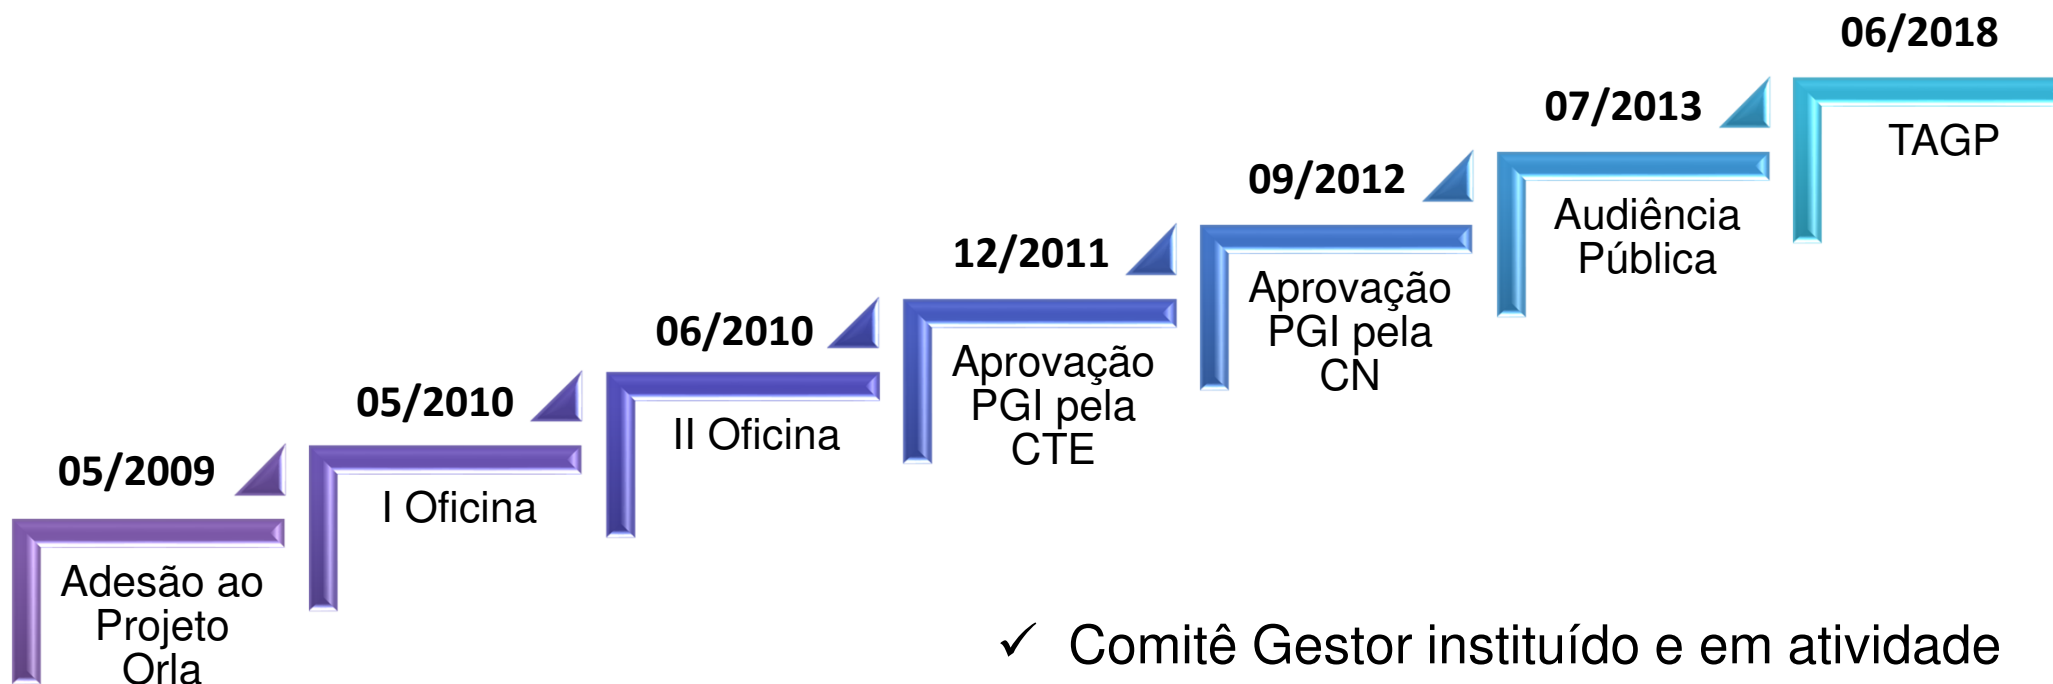 05/2009
Adesão ao
Projeto
Orla
05/2010
I Oficina
06/2010
II Oficina
12/2011
Aprovação
PGI pela
CTE
09/2012
Aprovação
PGI pela
CN
07/2013
Audiência
Pública
06/2018
TAGP
✓ Comitê Gestor instituído e em atividade